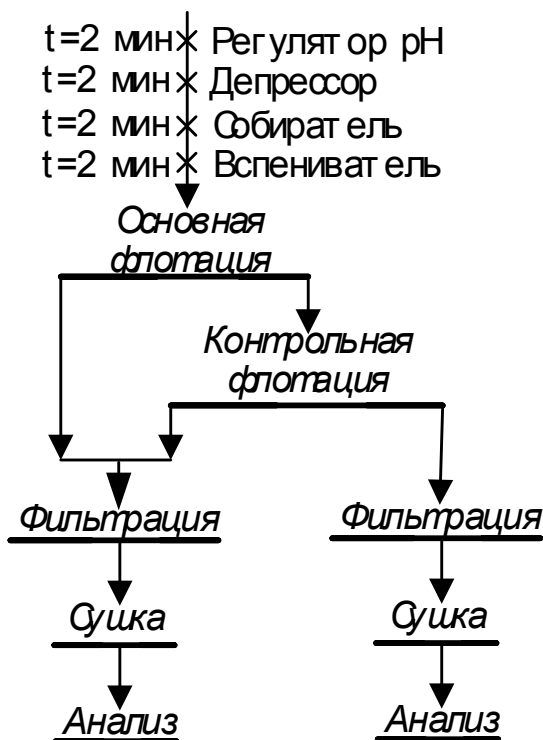 t=2 мин Регулятор pH
t=2 мин Депрессор
t=2 мин Собиратель
t=2 мин Вспениватель
Основная
флотация
Контрольная
флотация
Фильтрация
Фильтрация
Сушка
Сушка
Анализ
Анализ